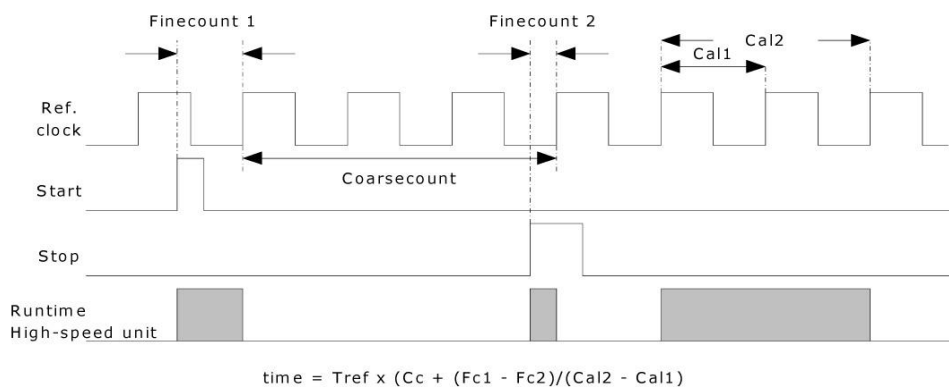 Finecount 1
Finecount 2
Cal2
Cal1
Ref.
clock
Coarsecount
Start
Stop
Runtime
High-speed unit
time = Tref x (Cc + (Fc1 - Fc2)/(Cal2 - Cal1)